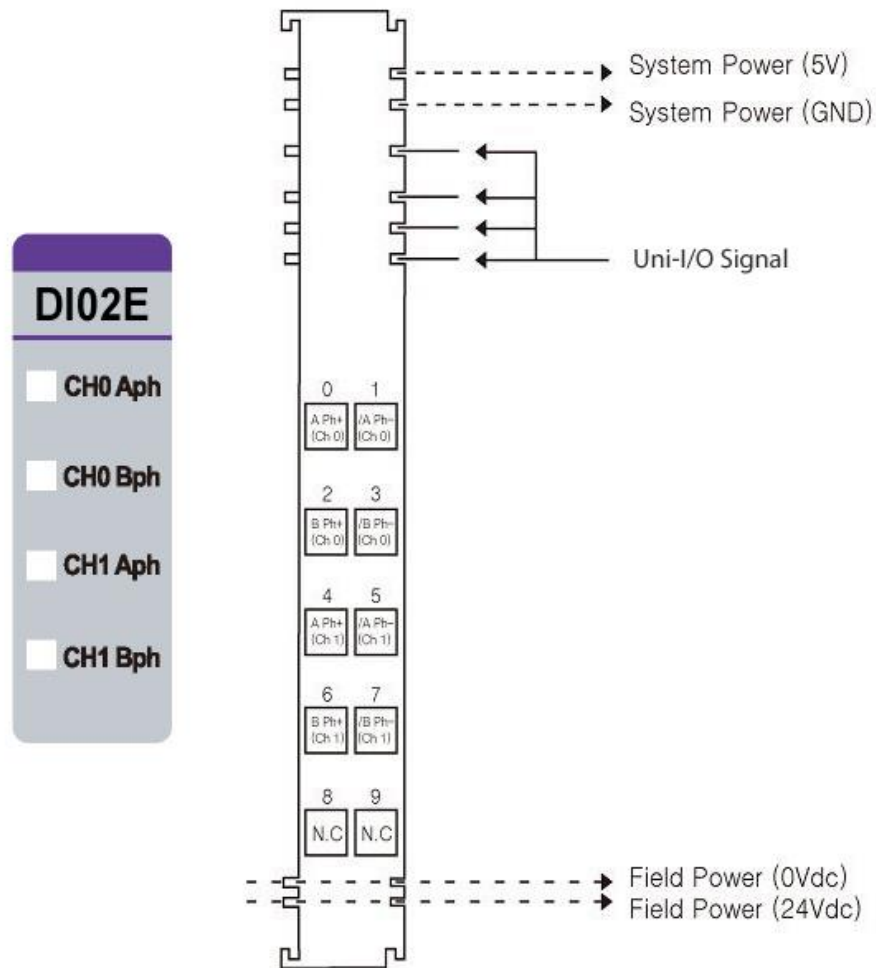 System Power (5V)
System Power (GND)
Uni-I/O Signal
DI02E
CH0 Aph
CH0 Bph
CH1 Aph
CH1 Bph
0 1
A Ph+ /A Ph-
(Ch 0) (Ch 0)
2 3
B Ph+ /B Ph-
(Ch 0) (Ch 0)
4 5
A Ph+ /A Ph-
(Ch 1) (Ch 1)
6 7
B Ph+ /B Ph-
(Ch 1) (Ch 1)
8 9
N.C N.C
Field Power (0Vdc)
Field Power (24Vdc)